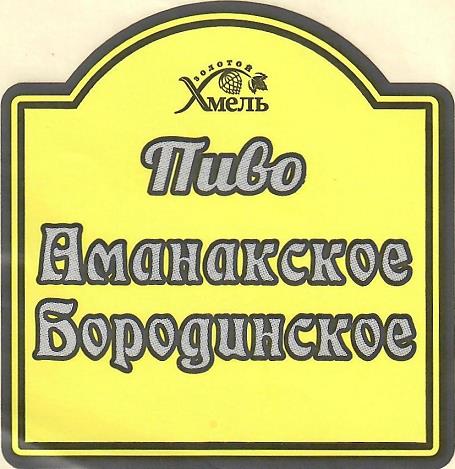 ЗОЛОТОЙ
Хмель
Пиво
Аманакское
Бородинское